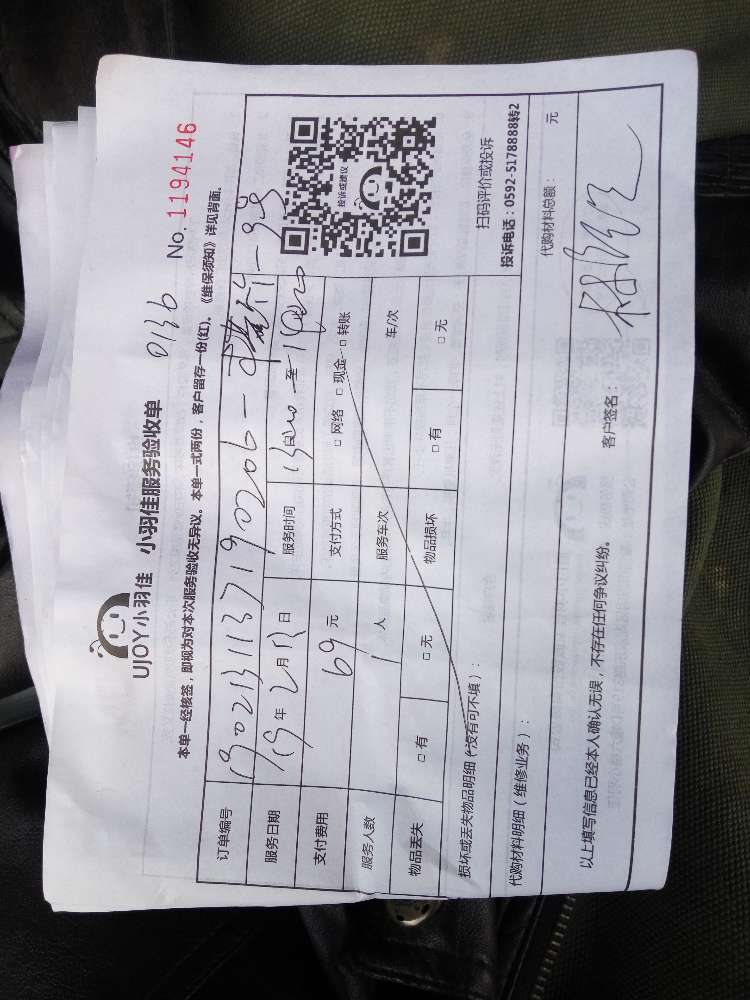 UJOY小羽佳 小羽佳服务验收单 0136 No. 1194146
本单一经核签，即视为对本次服务验收无异议。本单一式两份，客户留存一份(红)、《维保须知》详见背面。
订单编号
服务日期 19年2月13日 服务时间 至
投诉或建议
支付费用 69元 支付方式 □网络 □现金 □转账
服务人数 1人 服务车次 车/次
物品丢失 □有 □无 物品损坏 □有 □无
扫码评价或投诉
投诉电话：0592-5178888转2
损坏或丢失物品明细（没有可不填）：
代购材料明细（维修业务）： 代购材料总额： 元
以上填写信息已经本人确认无误，不存在任何争议纠纷。 客户签名：